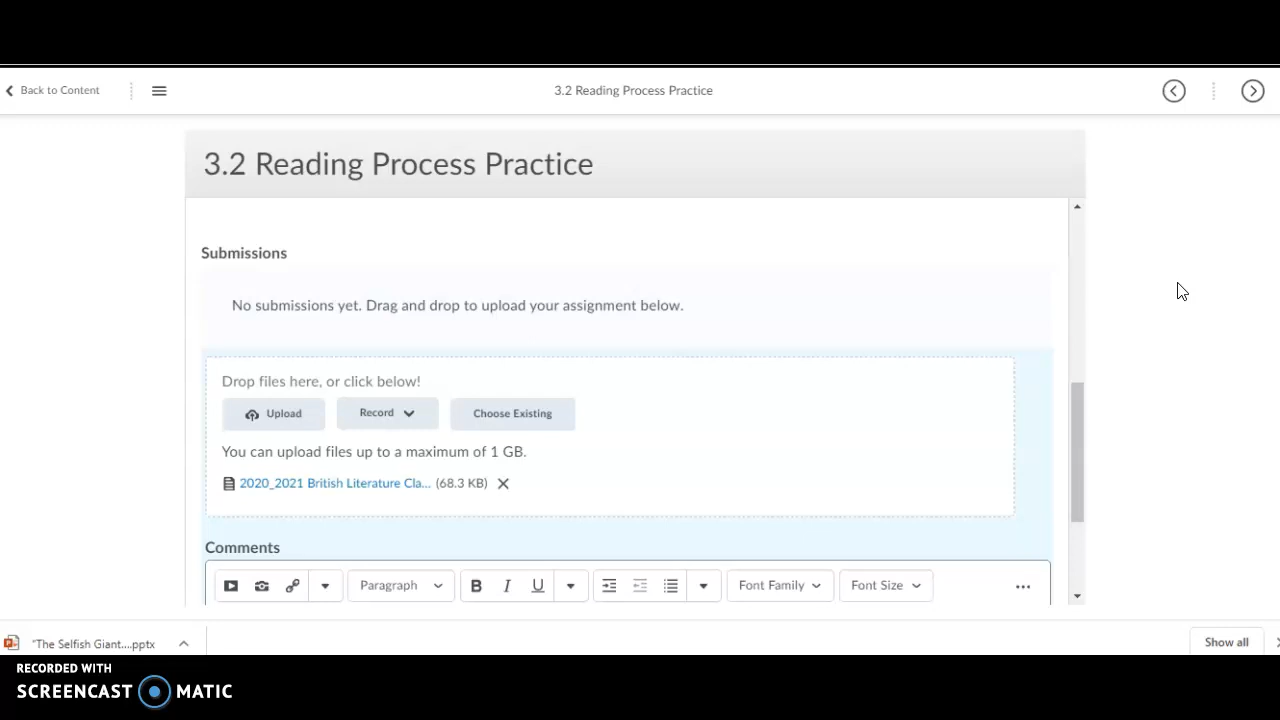 Back to Content
3.2 Reading Process Practice
3.2 Reading Process Practice
Submissions
No submissions yet. Drag and drop to upload your assignment below.
Drop files here, or click below!
Upload Record Choose Existing
You can upload files up to a maximum of 1 GB.
2020_2021 British Literature Cla... (68.3 KB)
Comments
Paragraph B I U Font Family Font Size ...
"The Selfish Giant....pptx Show all
RECORDED WITH
SCREENCAST MATIC